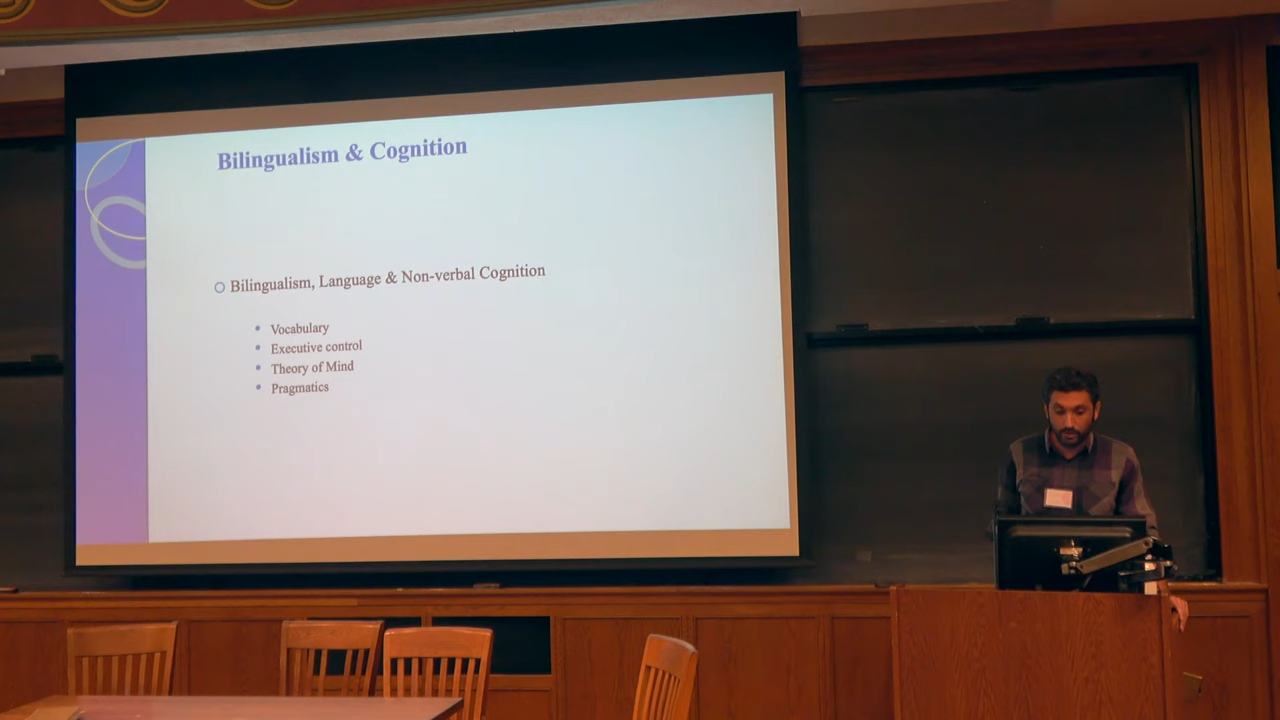 Bilingualism & Cognition
Bilingualism, Language & Non-verbal Cognition
Vocabulary
Executive control
Theory of Mind
Pragmatics